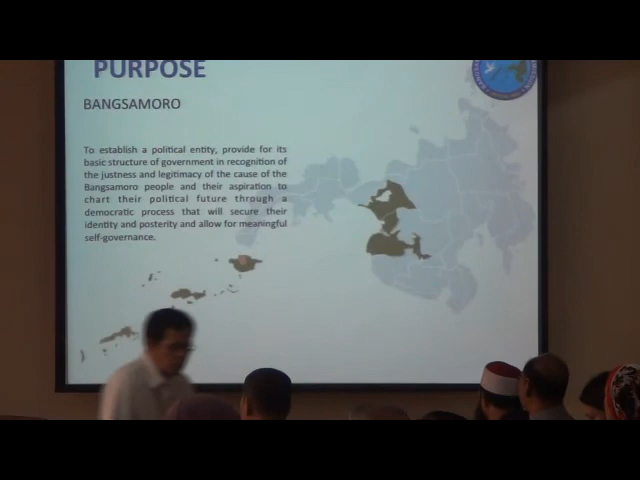 PURPOSE
BANGSAMORO
To establish a political entity, provide for its
basic structure of government in recognition of
the justness and legitimacy of the cause of the
Bangsamoro people and their aspiration to
chart their political future through a
democratic process that will secure their
identity and posterity and allow for meaningful
self-governance.